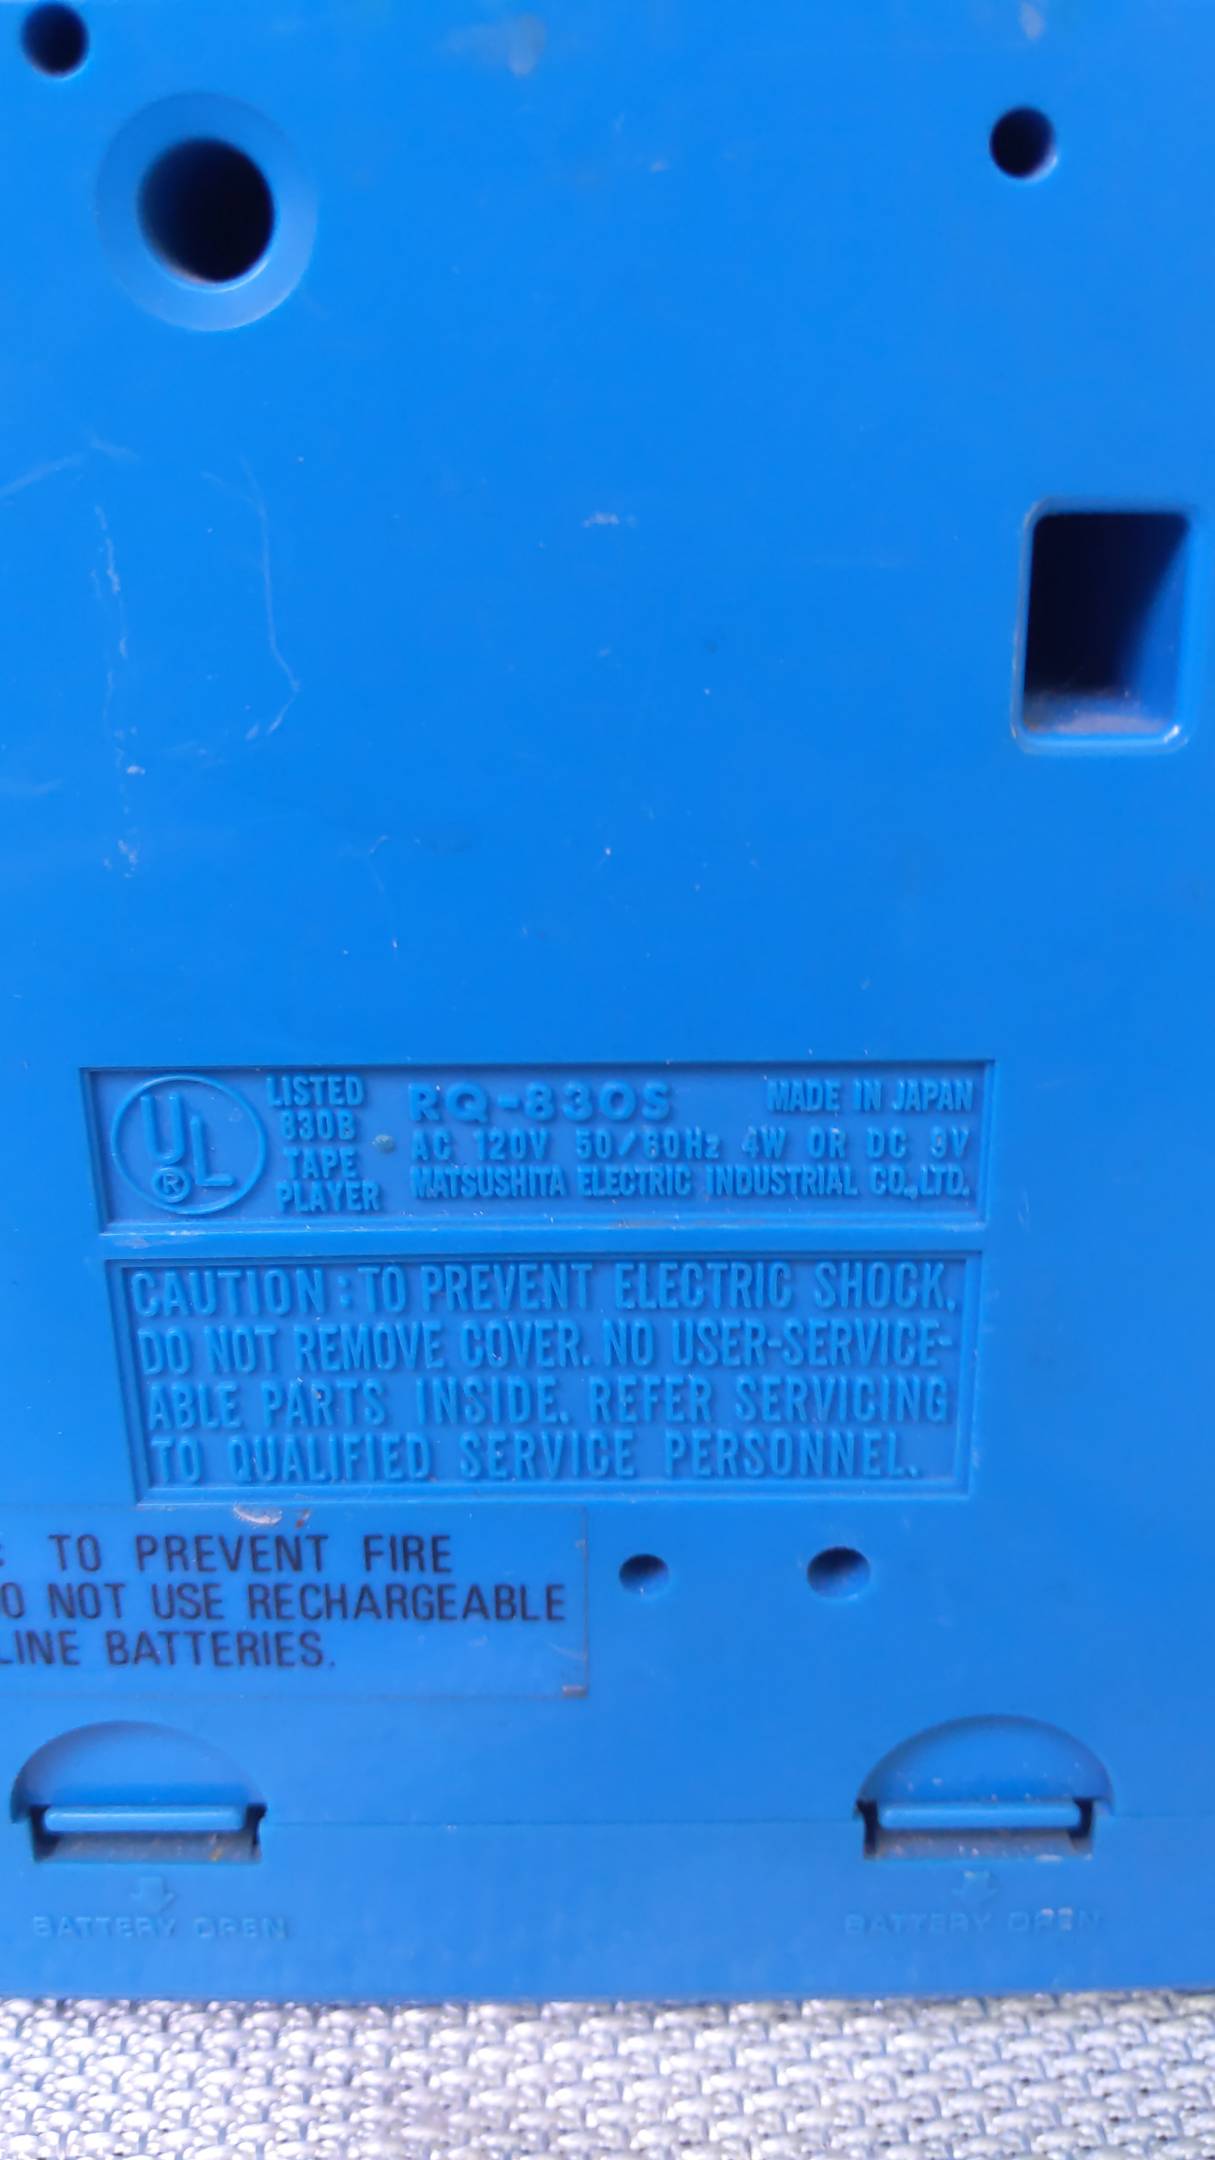 UL
®
LISTED
830B
TAPE
PLAYER
RQ-830S MADE IN JAPAN
AC 120V 50/60Hz 4W OR DC 9V
MATSUSHITA ELECTRIC INDUSTRIAL CO.,LTD.
CAUTION : TO PREVENT ELECTRIC SHOCK,
DO NOT REMOVE COVER. NO USER-SERVICE-
ABLE PARTS INSIDE. REFER SERVICING
TO QUALIFIED SERVICE PERSONNEL.
: TO PREVENT FIRE
O NOT USE RECHARGEABLE
LINE BATTERIES.
BATTERY OPEN
BATTERY OPEN